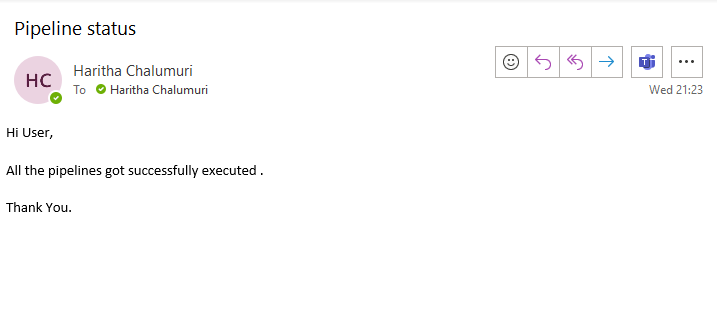 Pipeline status
HC
Haritha Chalumuri
To Haritha Chalumuri
Wed 21:23
Hi User,
All the pipelines got successfully executed .
Thank You.